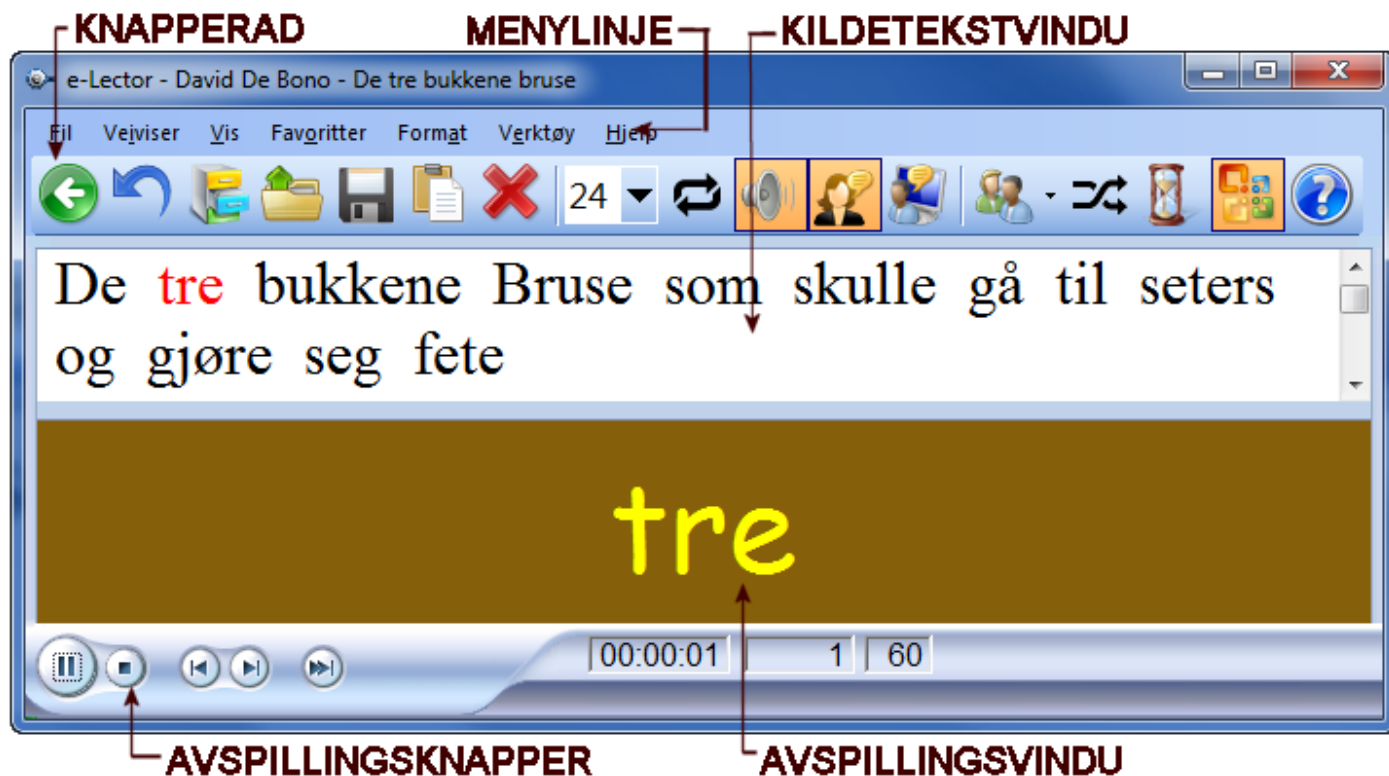 KNAPPERAD MENYLINJE KILDETEKSTVINDU
e-Lector - David De Bono - De tre bukkene bruse
Fil Veiviser Vis Favoritter Format Verktøy Hjelp
24
De tre bukkene Bruse som skulle gå til seters
og gjøre seg fete
tre
00:00:01 1 60
AVSPILLINGSKNAPPER AVSPILLINGSVINDU